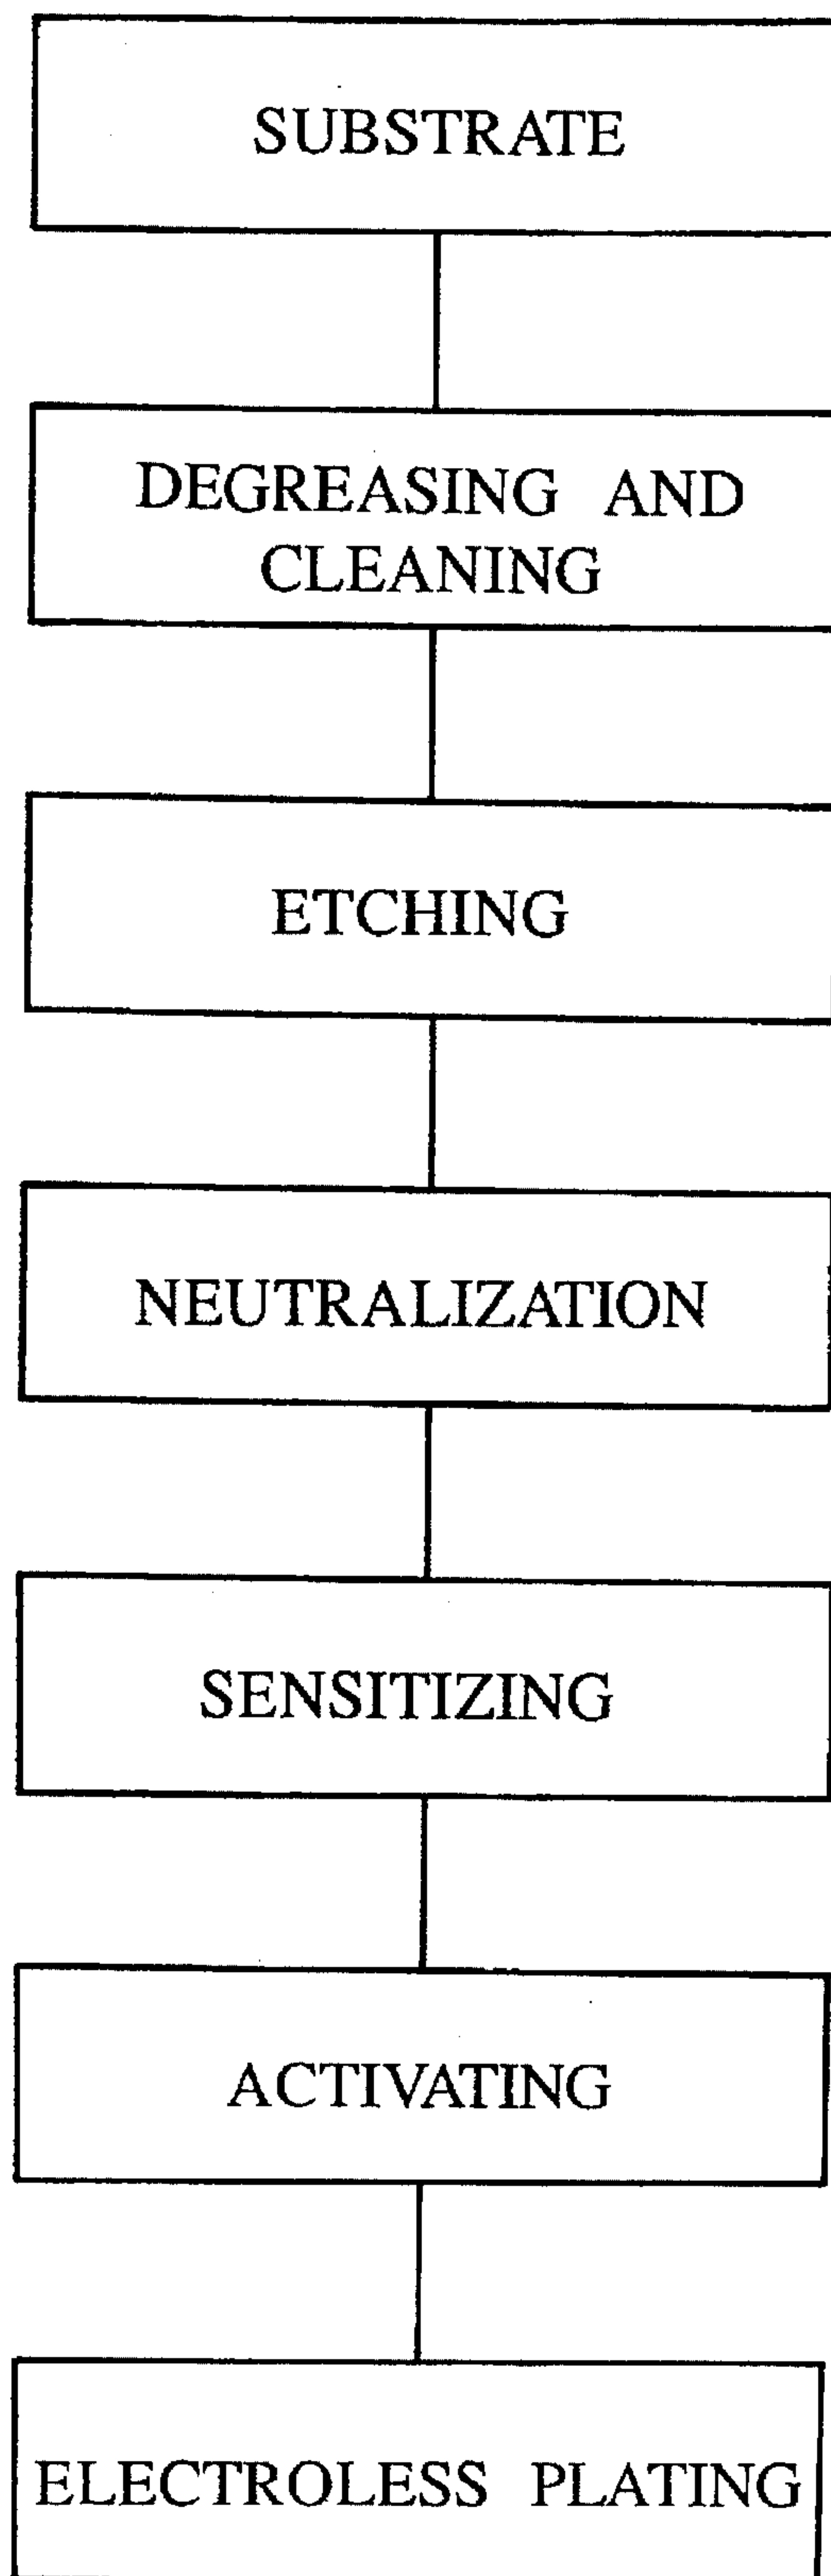 SUBSTRATE
DEGREASING AND
CLEANING
ETCHING
NEUTRALIZATION
SENSITIZING
ACTIVATING
ELECTROLESS PLATING